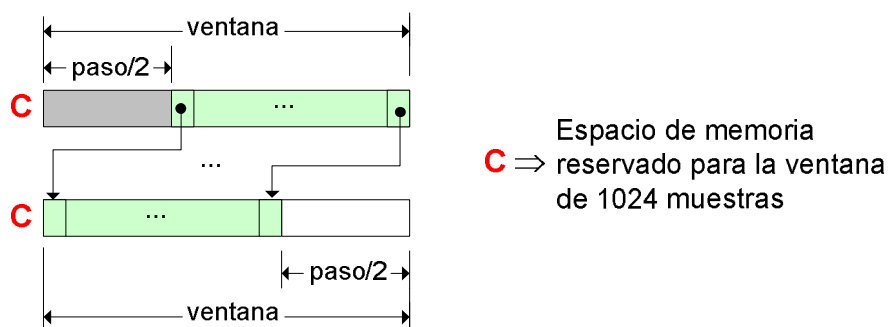 ventana
paso/2
C
...
...
C
...
paso/2
ventana
C ⇒ Espacio de memoria
reservado para la ventana
de 1024 muestras